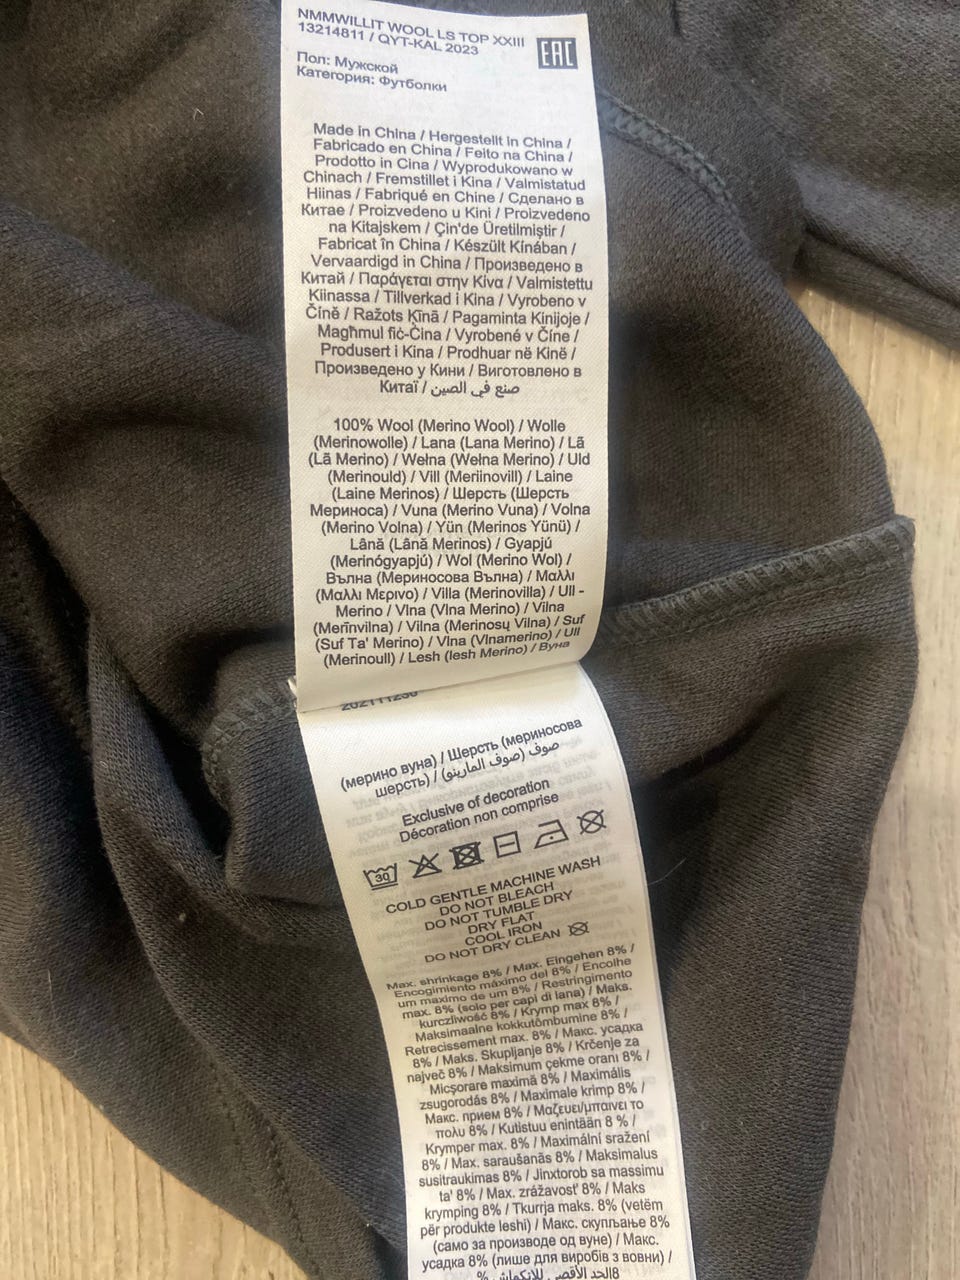 NMMWILLIT WOOL LS TOP XXIII
13214811 / QYT-KAL 2023
EAC
Пол: Мужской
Категория: Футболки
Made in China / Hergestellt in China /
Fabricado en China / Feito na China /
Prodotto in Cina / Wyprodukowano w
Chinach / Fremstillet i Kina / Valmistatud
Hiinas / Fabriqué en Chine / Сделано в
Китае / Proizvedeno u Kini / Proizvedeno
na Kitajskem / Çin'de Üretilmiştir /
Fabricat în China / Készült Kínában /
Vervaardigd in China / Произведено в
Китай / Παράγεται στην Κίνα / Valmistettu
Kiinassa / Tillverkad i Kina / Vyrobeno v
Číně / Ražots Ķīnā / Pagaminta Kinijoje /
Magħmul fiċ-Ċina / Vyrobené v Číne /
Produsert i Kina / Prodhuar në Kinë /
Произведено у Кини / Виготовлено в
Китаї / صنع في الصين
100% Wool (Merino Wool) / Wolle
(Merinowolle) / Lana (Lana Merino) / Lã
(Lã Merino) / Wełna (Wełna Merino) / Uld
(Merinould) / Vill (Meriinovill) / Laine
(Laine Merinos) / Шерсть (Шерсть
Мериноса) / Vuna (Merino Vuna) / Volna
(Merino Volna) / Yün (Merinos Yünü) /
Lână (Lână Merinos) / Gyapjú
(Merinógyapjú) / Wol (Merino Wol) /
Вълна (Мериносова Вълна) / Μαλλί
(Μαλλί Μερινο) / Villa (Merinovilla) / Ull -
Merino / Vlna (Vlna Merino) / Vilna
(Merīnvilna) / Vilna (Merinosų Vilna) / Suf
(Suf Ta' Merino) / Vlna (Vlnamerino) / Ull
(Merinoull) / Lesh (lesh Merino) / Вуна
(мерино вуна) / Шерсть (мериносова
шерсть) / صوف (صوف المارينو)
Exclusive of decoration
Décoration non comprise
30
COLD GENTLE MACHINE WASH
DO NOT BLEACH
DO NOT TUMBLE DRY
DRY FLAT
COOL IRON
DO NOT DRY CLEAN
Max. shrinkage 8% / Max. Eingehen 8% /
Encogimiento máximo del 8% / Encolhe
um maximo de um 8% / Restringimento
max. 8% (solo per capi di lana) / Maks.
kurczliwość 8% / Krymp max 8% /
Maksimaalne kokkutõmbumine 8% /
Retrecissement max. 8% / Макс. усадка
8% / Maks. Skupljanje 8% / Krčenje za
največ 8% / Maksimum çekme oranı 8% /
Micșorare maximă 8% / Maximális
zsugorodás 8% / Maximale krimp 8% /
Макс. прием 8% / Μαζευει/μπαινει το
πολυ 8% / Kutistuu enintään 8 % /
Krymper max. 8% / Maximální sražení
8% / Max. saraušanās 8% / Maksimalus
susitraukimas 8% / Jinxtorob sa massimu
ta' 8% / Max. zrážavosť 8% / Maks
krymping 8% / Tkurrja maks. 8% (vetëm
për produkte leshi) / Макс. скупљање 8%
(само за производе од вуне) / Макс.
усадка 8% (лише для виробів з вовни) /
الحد الأقصى للانكماش 8%